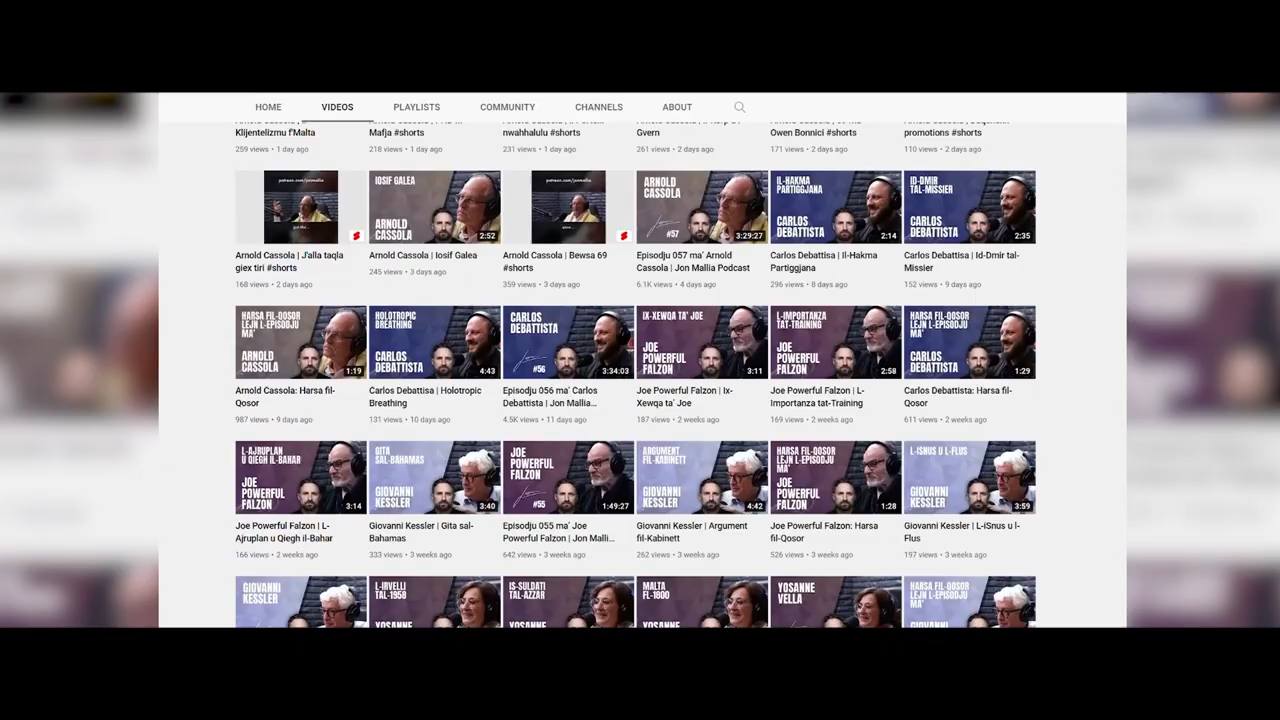 HOME VIDEOS PLAYLISTS COMMUNITY CHANNELS ABOUT
Klijentelizmu f'Malta
259 views • 1 day ago
Mafja #shorts
218 views • 1 day ago
nwahhalulu #shorts
231 views • 1 day ago
Gvern
261 views • 2 days ago
Owen Bonnici #shorts
171 views • 2 days ago
promotions #shorts
110 views • 2 days ago
patreon.com/jonmallia
Arnold Cassola | J'alla taqla
giex tiri #shorts
168 views • 2 days ago
IOSIF GALEA
ARNOLD
CASSOLA
2:52
Arnold Cassola | Iosif Galea
245 views • 3 days ago
patreon.com/jonmallia
Arnold Cassola | Bewsa 69
#shorts
359 views • 3 days ago
ARNOLD
CASSOLA
#57
3:29:27
Episodju 057 ma' Arnold
Cassola | Jon Mallia Podcast
6.1K views • 4 days ago
IL-HAKMA
PARTIGGJANA
CARLOS
DEBATTISTA
2:14
Carlos Debattista | Il-Hakma
Partiggjana
296 views • 8 days ago
ID-DMIR
TAL-MISSIER
CARLOS
DEBATTISTA
2:35
Carlos Debattista | Id-Dmir tal-
Missier
152 views • 9 days ago
HARSA FIL-QOSOR
LEJN L-EPISODJU
MA'
ARNOLD
CASSOLA
1:19
Arnold Cassola: Harsa fil-
Qosor
987 views • 9 days ago
HOLOTROPIC
BREATHING
CARLOS
DEBATTISTA
4:43
Carlos Debattisa | Holotropic
Breathing
131 views • 10 days ago
CARLOS
DEBATTISTA
#56
3:34:03
Episodju 056 ma' Carlos
Debattista | Jon Mallia...
4.5K views • 11 days ago
IX-XEWQA TA' JOE
JOE
POWERFUL
FALZON
3:11
Joe Powerful Falzon | Ix-
Xewqa ta' Joe
187 views • 2 weeks ago
L-IMPORTANZA
TAT-TRAINING
JOE
POWERFUL
FALZON
2:58
Joe Powerful Falzon | L-
Importanza tat-Training
169 views • 2 weeks ago
HARSA FIL-QOSOR
LEJN L-EPISODJU
MA'
CARLOS
DEBATTISTA
1:29
Carlos Debattista: Harsa fil-
Qosor
611 views • 2 weeks ago
L-AJRUPLAN
U QIEGH IL-BAHAR
JOE
POWERFUL
FALZON
3:14
Joe Powerful Falzon | L-
Ajruplan u Qiegh il-Bahar
166 views • 2 weeks ago
GITA
SAL-BAHAMAS
GIOVANNI
KESSLER
3:40
Giovanni Kessler | Gita sal-
Bahamas
333 views • 3 weeks ago
JOE
POWERFUL
FALZON
#55
1:49:27
Episodju 055 ma' Joe
Powerful Falzon | Jon Malli...
642 views • 3 weeks ago
ARGUMENT
FIL-KABINETT
GIOVANNI
KESSLER
4:42
Giovanni Kessler | Argument
fil-Kabinett
262 views • 3 weeks ago
HARSA FIL-QOSOR
LEJN L-EPISODJU
MA'
JOE
POWERFUL
FALZON
1:28
Joe Powerful Falzon: Harsa
fil-Qosor
526 views • 3 weeks ago
L-ISNUS U L-FLUS
GIOVANNI
KESSLER
3:59
Giovanni Kessler | L-iSnus u l-
Flus
197 views • 3 weeks ago
GIOVANNI
KESSLER
L-IRVELLI
TAL-1958
YOSANNE
IS-SULDATI
TAL-AZZAR
YOSANNE
MALTA
FL-1800
YOSANNE
YOSANNE
VELLA
HARSA FIL-QOSOR
LEJN L-EPISODJU
MA'
GIOVANNI